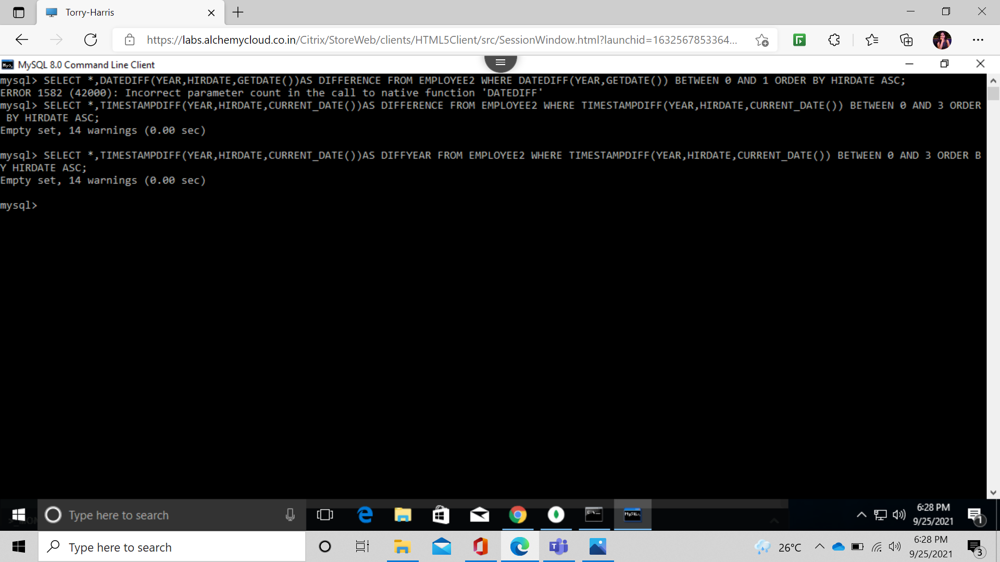 Torry-Harris
https://labs.alchemycloud.co.in/Citrix/StoreWeb/clients/HTML5Client/src/SessionWindow.html?launchid=1632567853364...
MySQL 8.0 Command Line Client
mysql> SELECT *,DATEDIFF(YEAR,HIRDATE,GETDATE())AS DIFFERENCE FROM EMPLOYEE2 WHERE DATEDIFF(YEAR,GETDATE()) BETWEEN 0 AND 1 ORDER BY HIRDATE ASC;
ERROR 1582 (42000): Incorrect parameter count in the call to native function 'DATEDIFF'
mysql> SELECT *,TIMESTAMPDIFF(YEAR,HIRDATE,CURRENT_DATE())AS DIFFERENCE FROM EMPLOYEE2 WHERE TIMESTAMPDIFF(YEAR,HIRDATE,CURRENT_DATE()) BETWEEN 0 AND 3 ORDER
BY HIRDATE ASC;
Empty set, 14 warnings (0.00 sec)
mysql> SELECT *,TIMESTAMPDIFF(YEAR,HIRDATE,CURRENT_DATE())AS DIFFYEAR FROM EMPLOYEE2 WHERE TIMESTAMPDIFF(YEAR,HIRDATE,CURRENT_DATE()) BETWEEN 0 AND 3 ORDER B
Y HIRDATE ASC;
Empty set, 14 warnings (0.00 sec)
mysql>
Type here to search
6:28 PM
9/25/2021
1
Type here to search
26°C
6:28 PM
9/25/2021
3